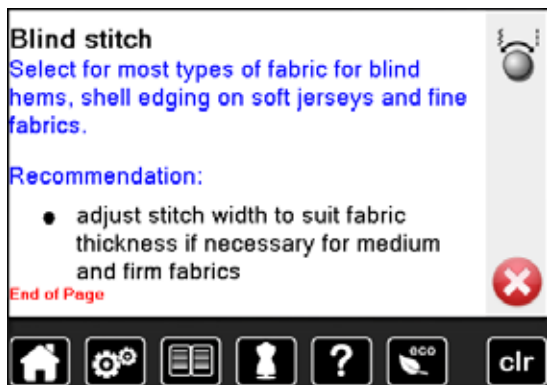 Blind stitch
Select for most types of fabric for blind
hems, shell edging on soft jerseys and fine
fabrics.
Recommendation:
● adjust stitch width to suit fabric
thickness if necessary for medium
and firm fabrics
End of Page
?
eco
clr